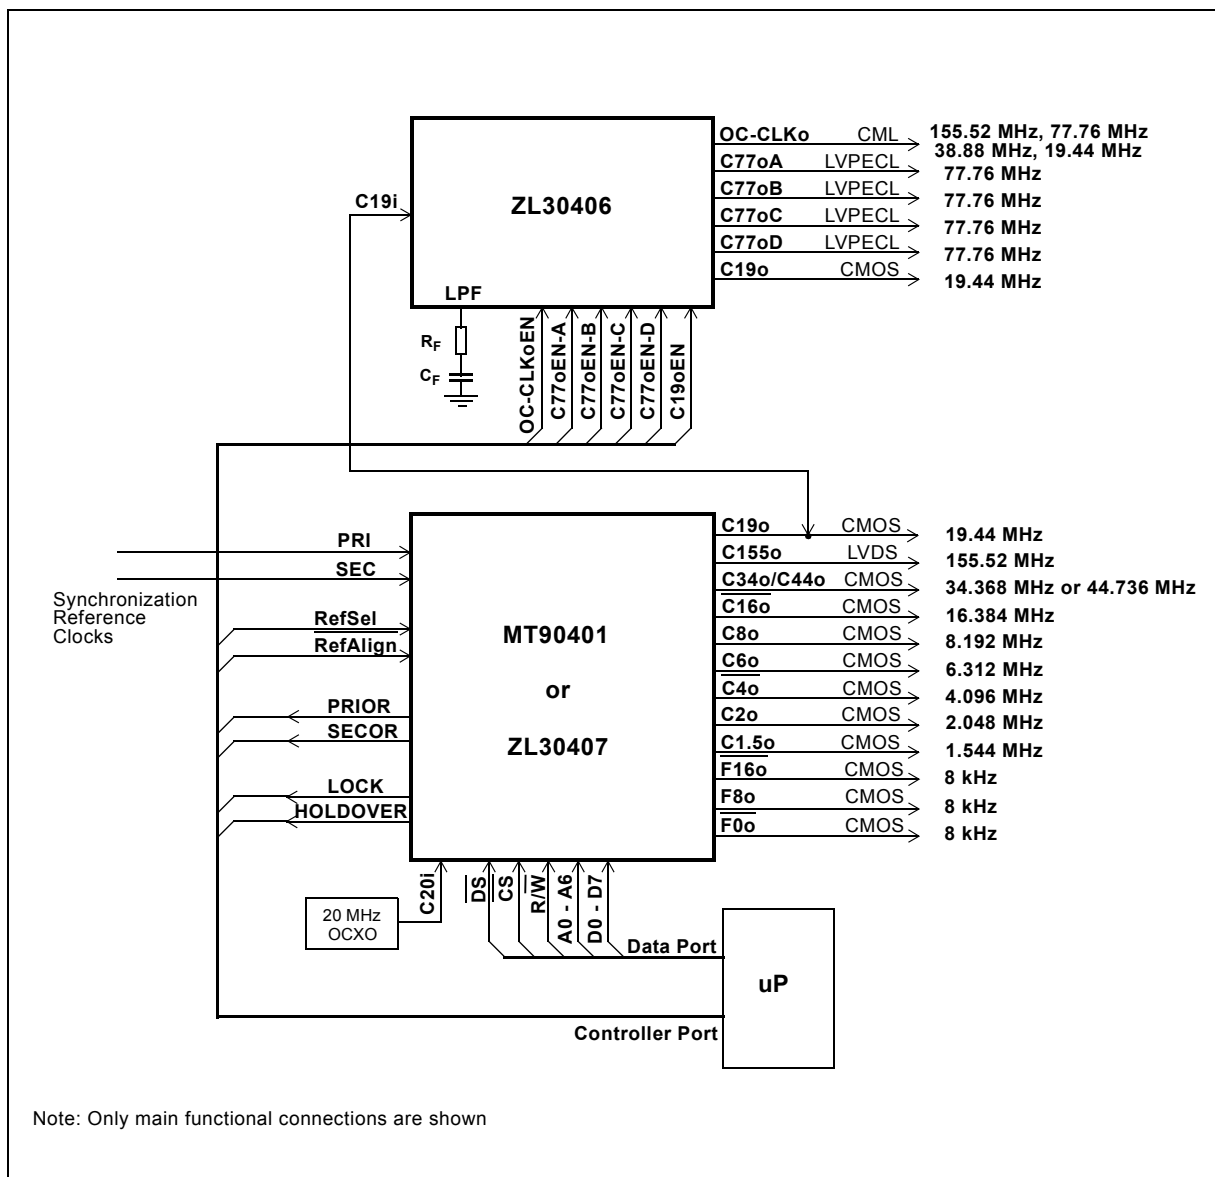 OC-CLKo CML 155.52 MHz, 77.76 MHz
38.88 MHz, 19.44 MHz
C77oA LVPECL 77.76 MHz
C77oB LVPECL 77.76 MHz
C77oC LVPECL 77.76 MHz
C77oD LVPECL 77.76 MHz
C19o CMOS 19.44 MHz
C19i
ZL30406
LPF
RF
CF
OC-CLKoEN
C77oEN-A
C77oEN-B
C77oEN-C
C77oEN-D
C19oEN
PRI
SEC
Synchronization
Reference
Clocks
RefSel
RefAlign
PRIOR
SECOR
LOCK
HOLDOVER
MT90401
or
ZL30407
C19o CMOS 19.44 MHz
C155o LVDS 155.52 MHz
C34o/C44o CMOS 34.368 MHz or 44.736 MHz
C16o CMOS 16.384 MHz
C8o CMOS 8.192 MHz
C6o CMOS 6.312 MHz
C4o CMOS 4.096 MHz
C2o CMOS 2.048 MHz
C1.5o CMOS 1.544 MHz
F16o CMOS 8 kHz
F8o CMOS 8 kHz
F0o CMOS 8 kHz
C20i
DS
CS
R/W
A0 - A6
D0 - D7
20 MHz
OCXO
Data Port
uP
Controller Port
Note: Only main functional connections are shown